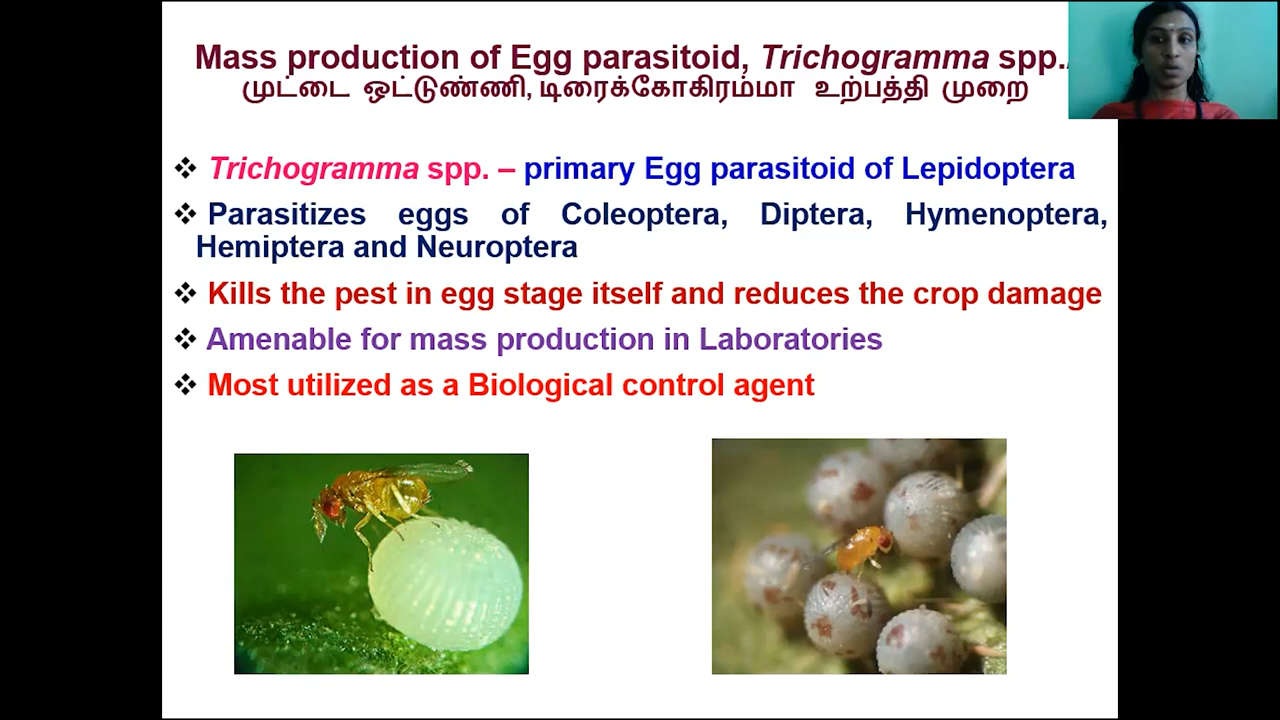 Mass production of Egg parasitoid, Trichogramma spp.
முட்டை ஒட்டுண்ணி, டிரைக்கோகிரம்மா உற்பத்தி முறை
❖ Trichogramma spp. – primary Egg parasitoid of Lepidoptera
❖ Parasitizes eggs of Coleoptera, Diptera, Hymenoptera,
Hemiptera and Neuroptera
❖ Kills the pest in egg stage itself and reduces the crop damage
❖ Amenable for mass production in Laboratories
❖ Most utilized as a Biological control agent